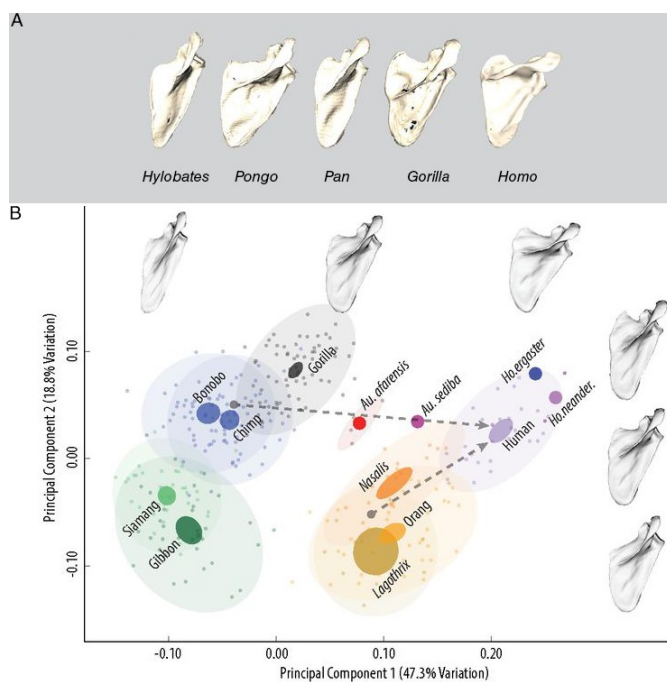 A
Hylobates Pongo Pan Gorilla Homo
B
Principal Component 2 (18.8% Variation)
0.10
0.00
-0.10
Bonobo
Chimp
Gorilla
Au. afarensis
Au. sediba
Ho.ergaster
Ho.neander.
Human
Siamang
Gibbon
Nasalis
Orang
Lagothrix
-0.10 0.00 0.10 0.20
Principal Component 1 (47.3% Variation)